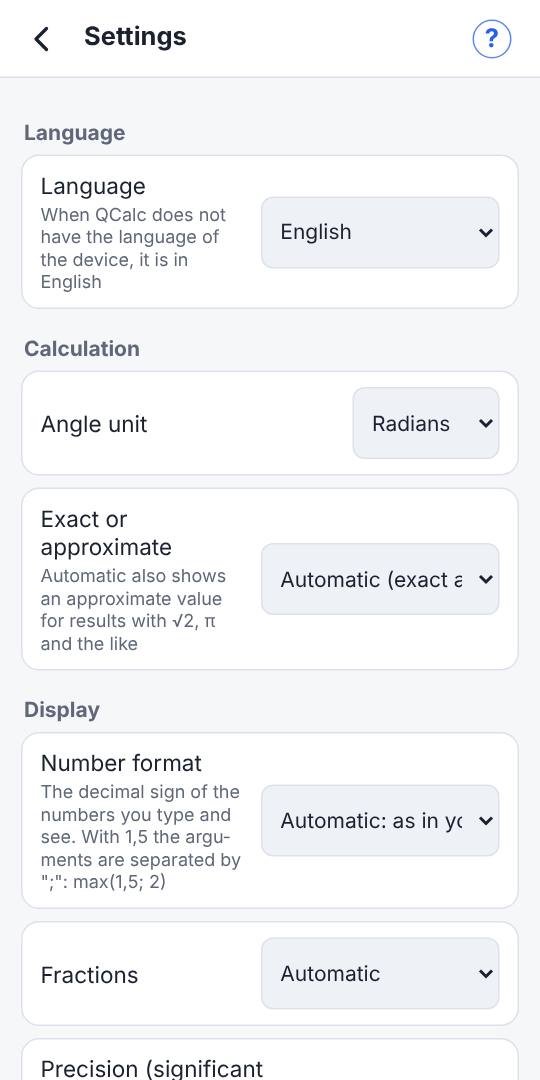 Settings
?
Language
Language
When QCalc does not
have the language of
the device, it is in
English
English
Calculation
Angle unit
Radians
Exact or
approximate
Automatic also shows
an approximate value
for results with √2, π
and the like
Automatic (exact a
Display
Number format
The decimal sign of the
numbers you type and
see. With 1,5 the argu-
ments are separated by
";": max(1,5; 2)
Automatic: as in yo
Fractions
Automatic
Precision (significant